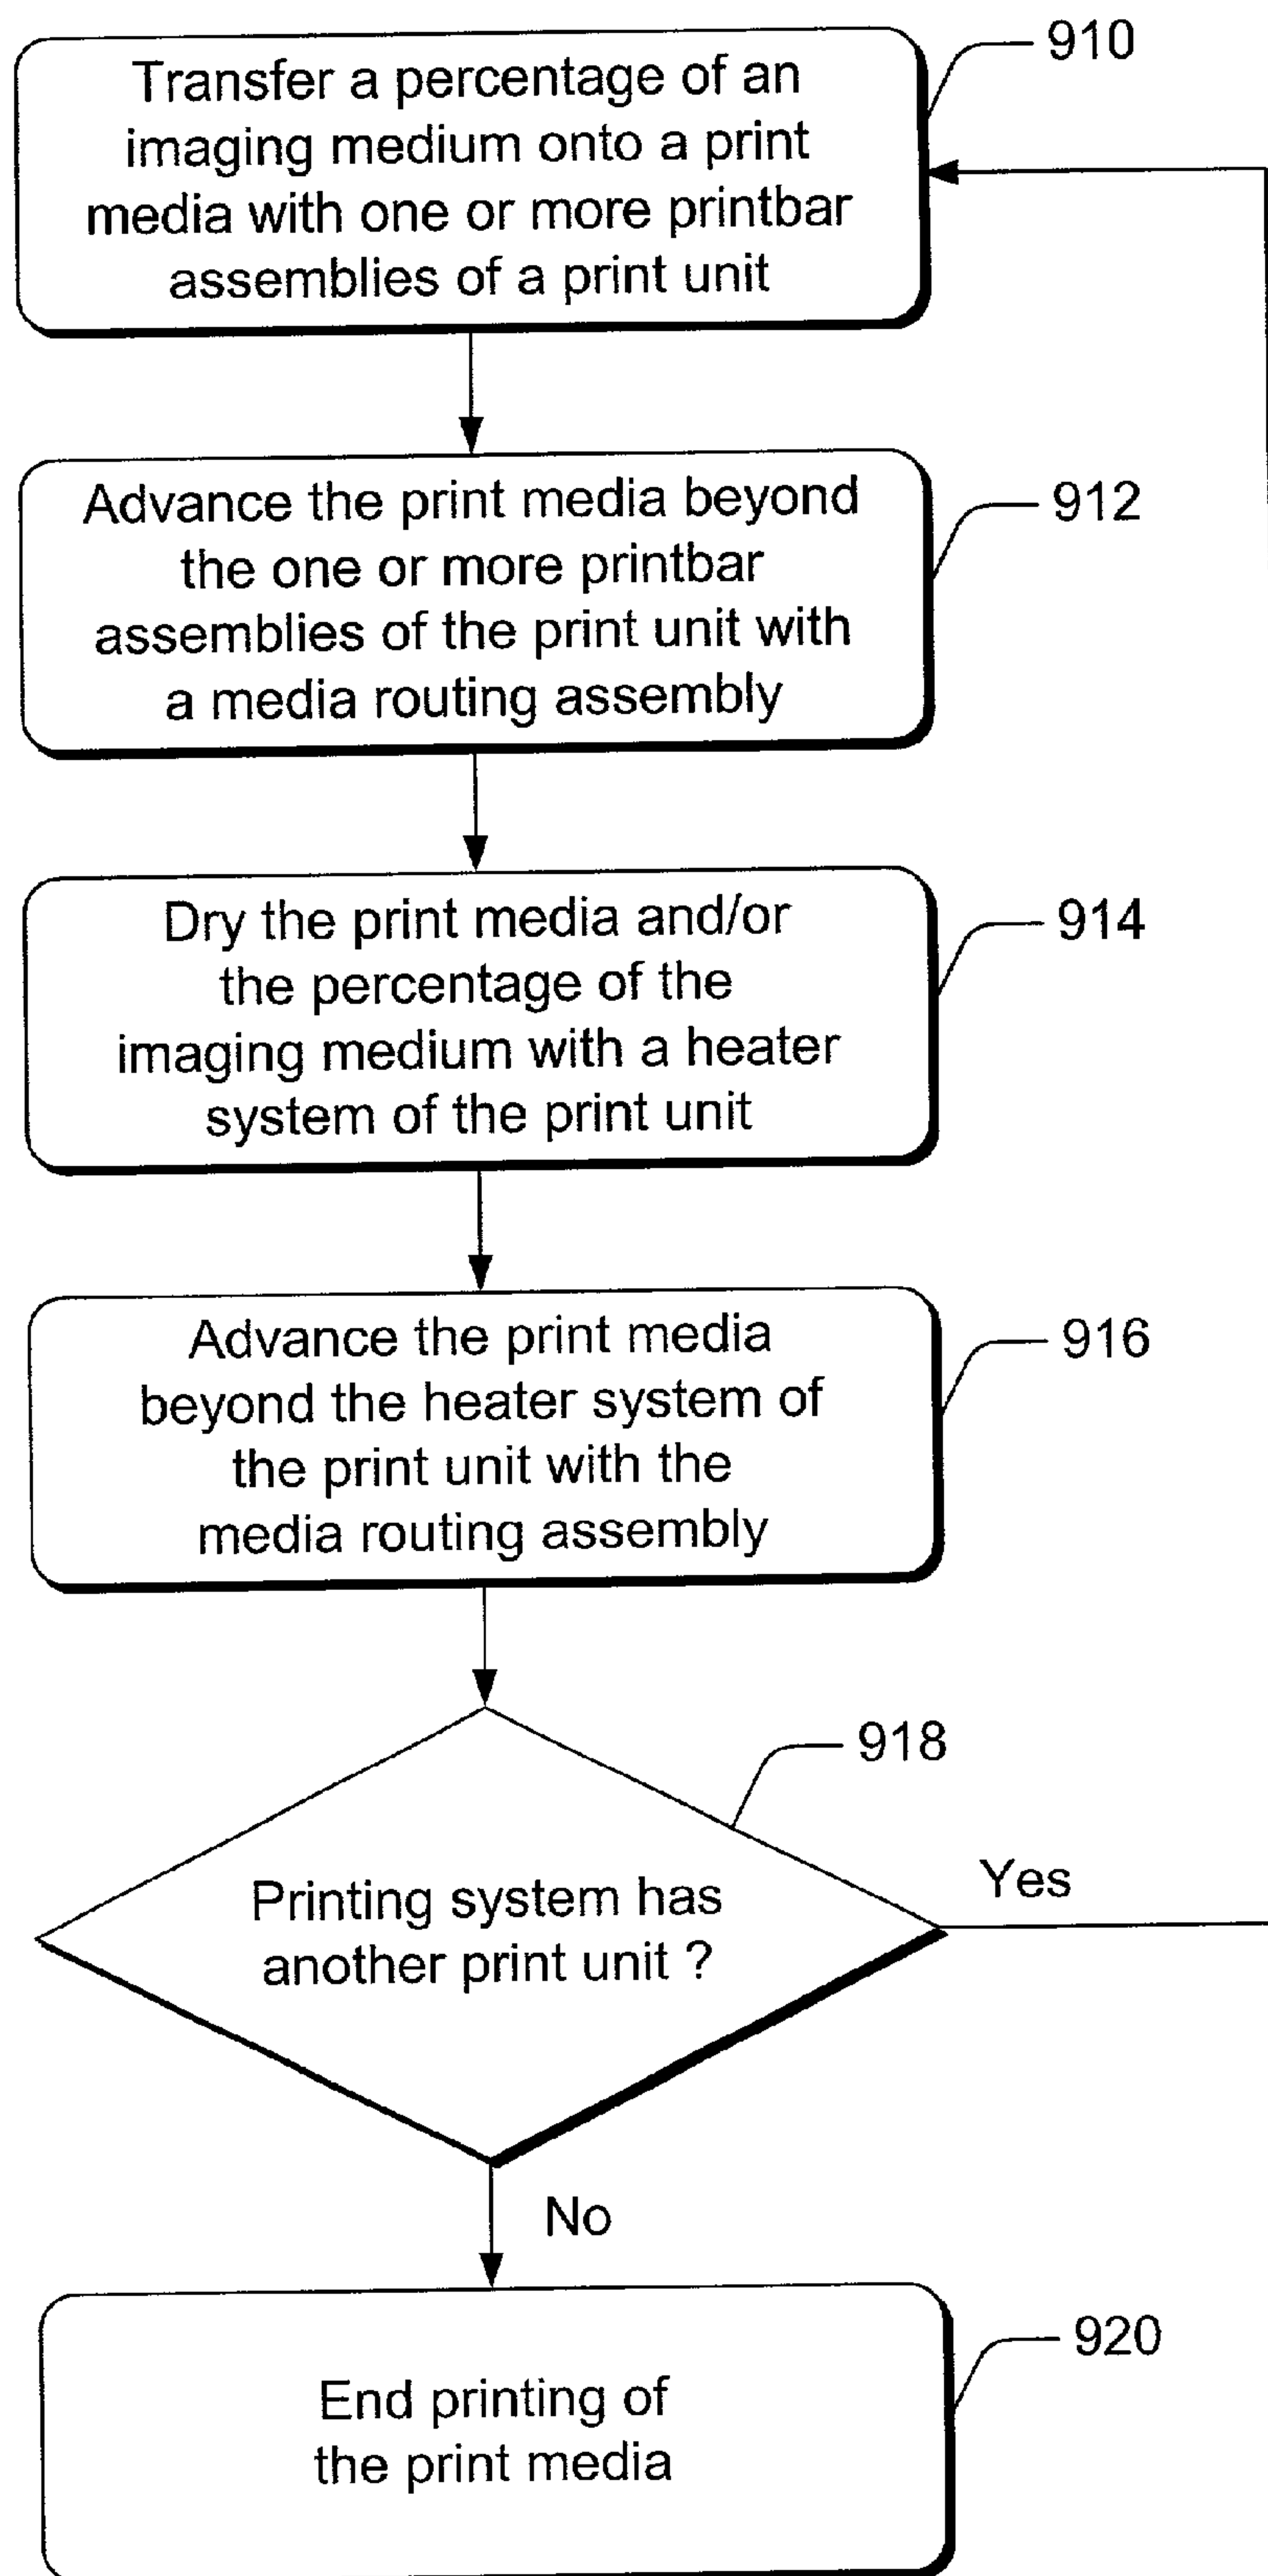 Transfer a percentage of an
imaging medium onto a print
media with one or more printbar
assemblies of a print unit
910
Advance the print media beyond
the one or more printbar
assemblies of the print unit with
a media routing assembly
912
Dry the print media and/or
the percentage of the
imaging medium with a heater
system of the print unit
914
Advance the print media
beyond the heater system of
the print unit with the
media routing assembly
916
918
Printing system has
another print unit ?
Yes
No
End printing of
the print media
920